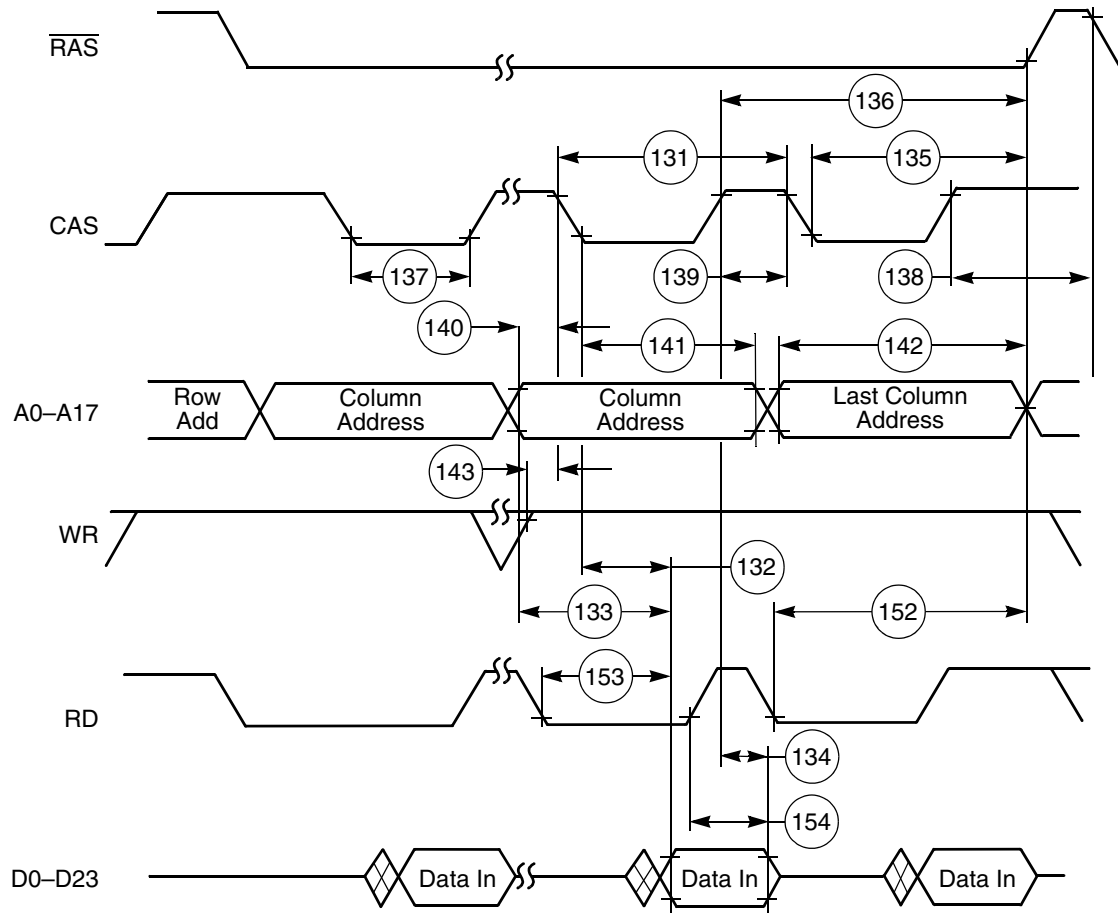 RAS
136
131
135
CAS
137
139
138
140
141
142
A0–A17
Row
Add
Column
Address
Column
Address
Last Column
Address
143
WR
132
133
152
153
RD
134
154
D0–D23
Data In
Data In
Data In